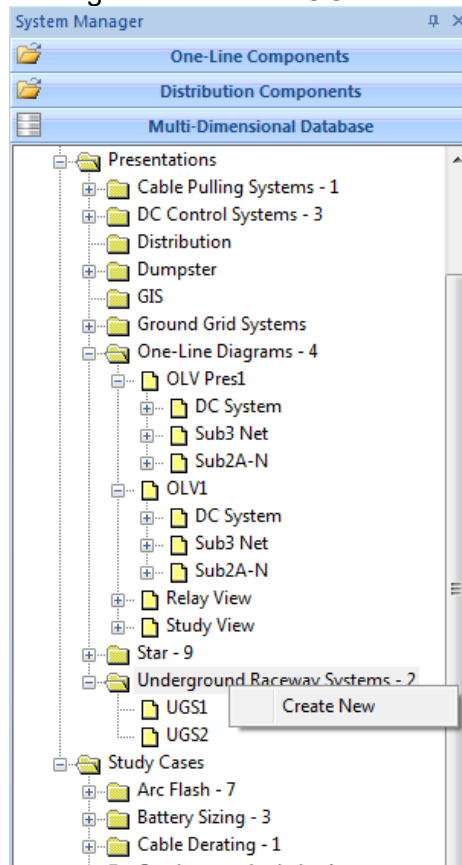 System Manager
One-Line Components
Distribution Components
Multi-Dimensional Database
Presentations
Cable Pulling Systems - 1
DC Control Systems - 3
Distribution
Dumpster
GIS
Ground Grid Systems
One-Line Diagrams - 4
OLV Pres1
DC System
Sub3 Net
Sub2A-N
OLV1
DC System
Sub3 Net
Sub2A-N
Relay View
Study View
Star - 9
Underground Raceway Systems - 2
UGS1
Create New
UGS2
Study Cases
Arc Flash - 7
Battery Sizing - 3
Cable Derating - 1